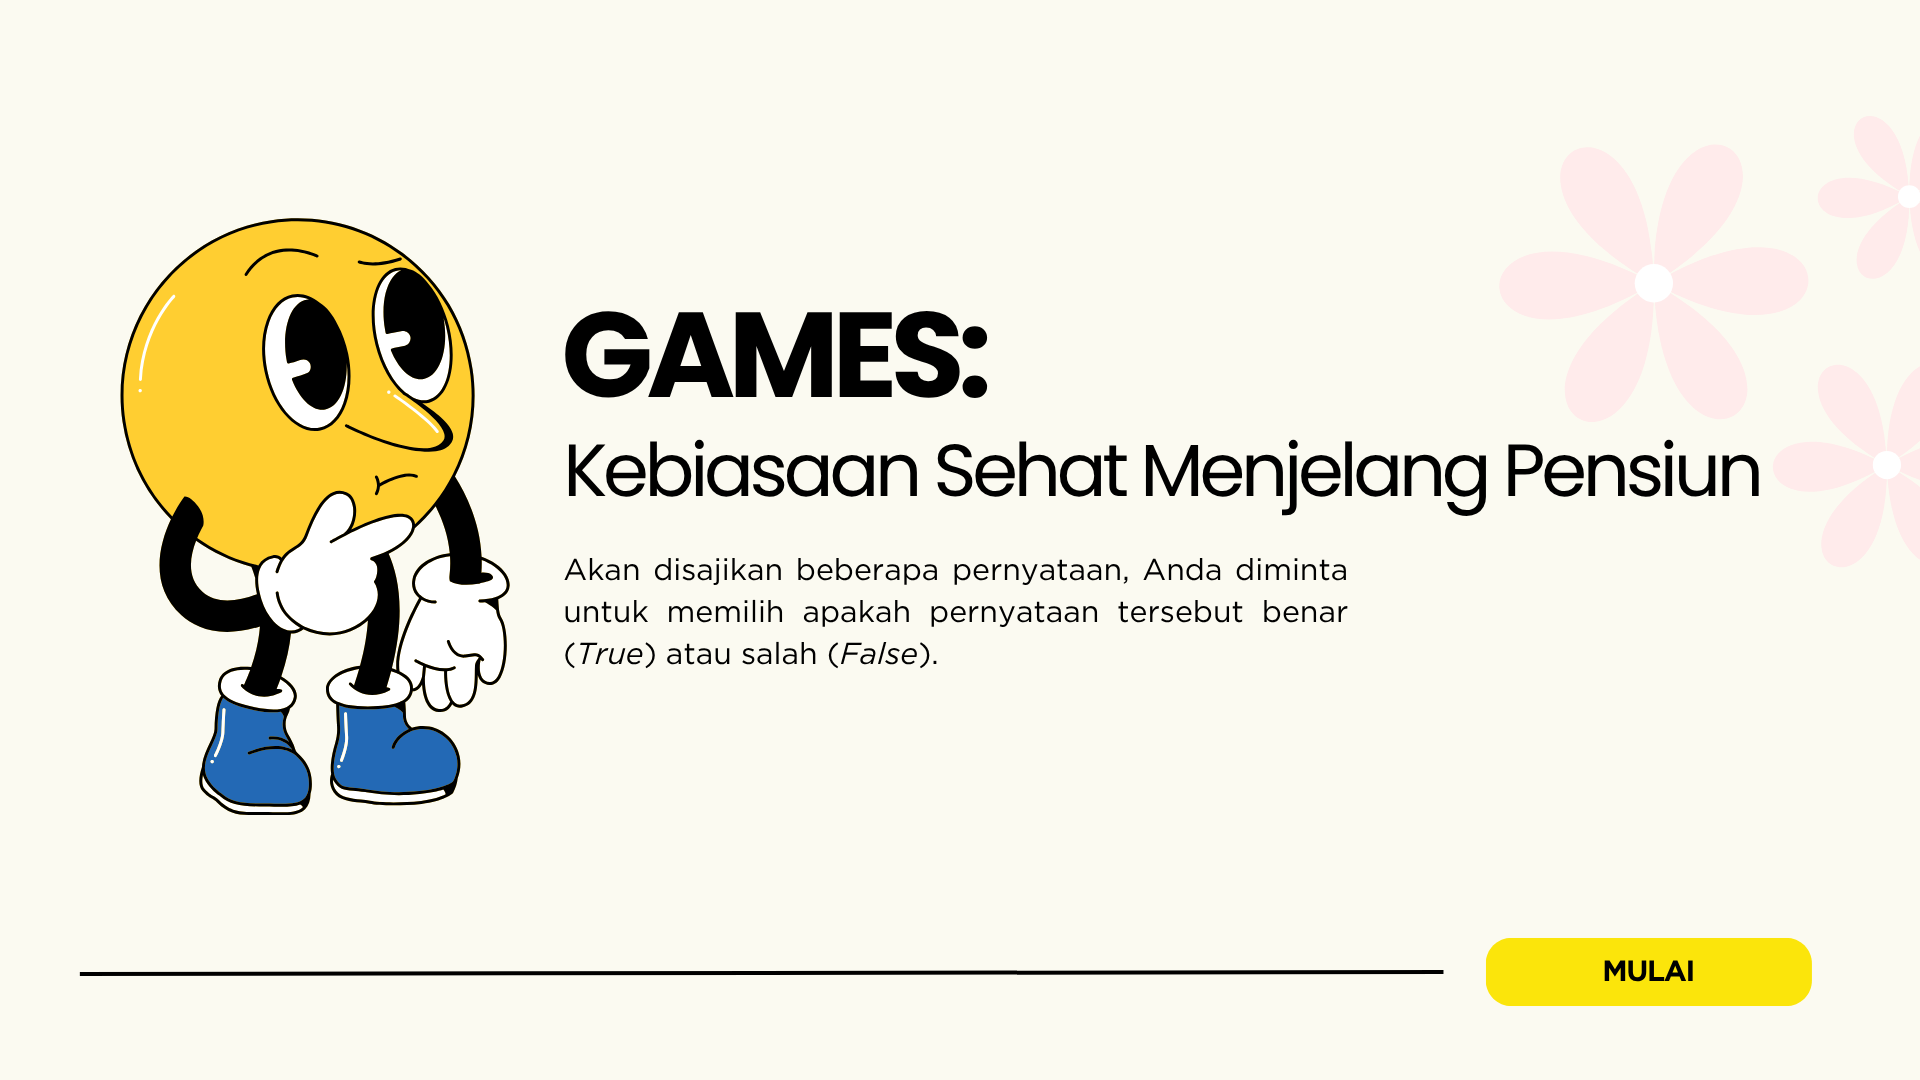 GAMES:
Kebiasaan Sehat Menjelang Pensiun
Akan disajikan beberapa pernyataan, Anda diminta
untuk memilih apakah pernyataan tersebut benar
(True) atau salah (False).
MULAI